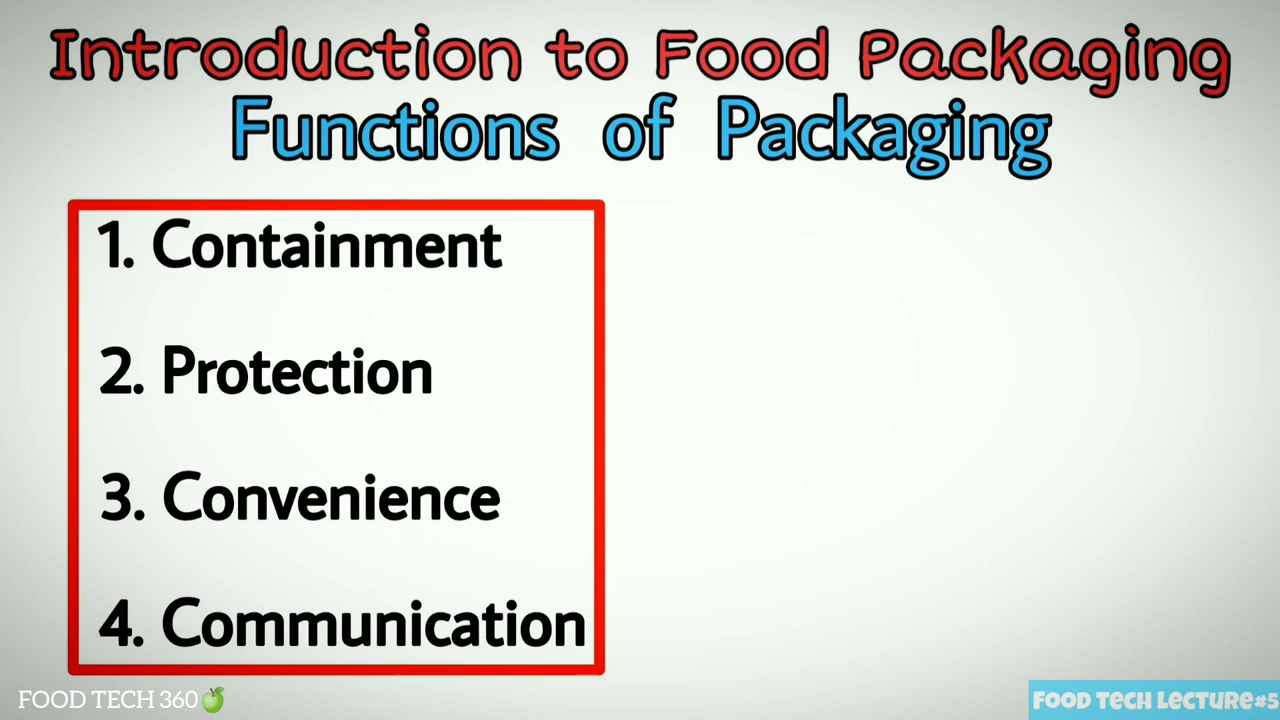 Introduction to Food Packaging
Functions of Packaging
1. Containment
2. Protection
3. Convenience
4. Communication
FOOD TECH 360
FOOD TECH LECTURE#5